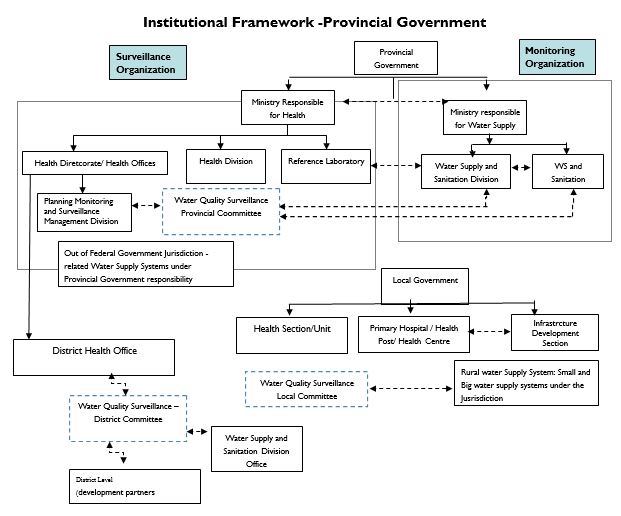 Institutional Framework -Provincial Government
Surveillance
Organization
Provincial
Government
Monitoring
Organization
Ministry Responsible
for Health
Ministry responsible
for Water Supply
Health Diretcorate/ Health Offices
Health Division
Reference Laboratory
Water Supply and
Sanitation Division
WS and
Sanitation
Planning Monitoring
and Surveillance
Management Division
Water Quality Surveillance
Provincial Committee
Out of Federal Government Jurisdiction -
related Water Supply Systems under
Provincial Government responsibility
Local Government
Health Section/Unit
Primary Hospital / Health
Post/ Health Centre
Infrastrcture
Development
Section
District Health Office
Water Quality Surveillance
Local Committee
Rural water Supply System: Small and
Big water supply systems under the
Jusrisdiction
Water Quality Surveillance –
District Committee
Water Supply and
Sanitation Division
Office
District Level
(development partners